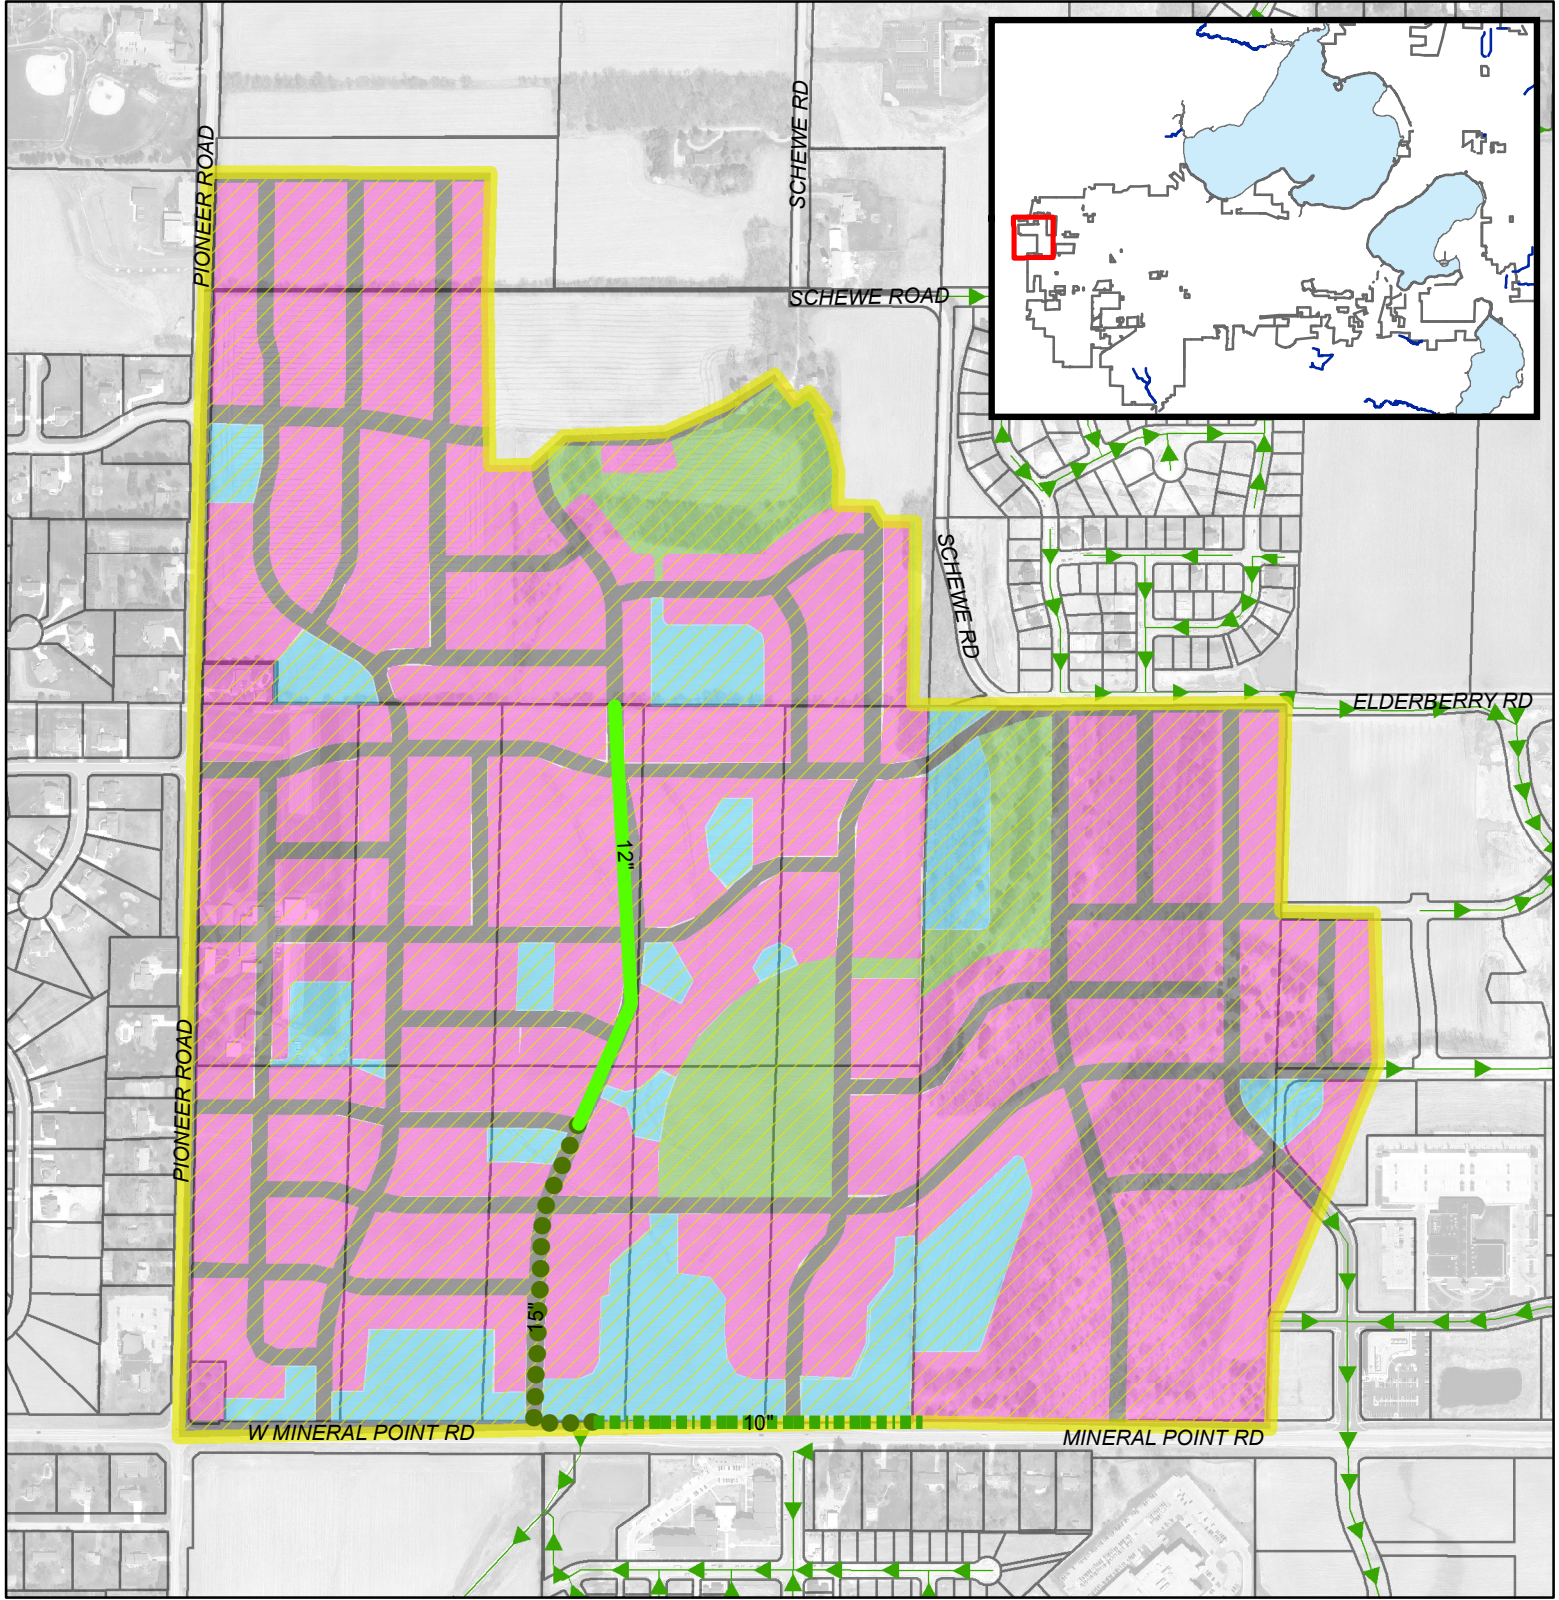 PIONEER ROAD
SCHEWE RD
SCHEWE ROAD
SCHEWE RD
ELDERBERRY RD
12"
PIONEER ROAD
15"
10"
W MINERAL POINT RD
MINERAL POINT RD